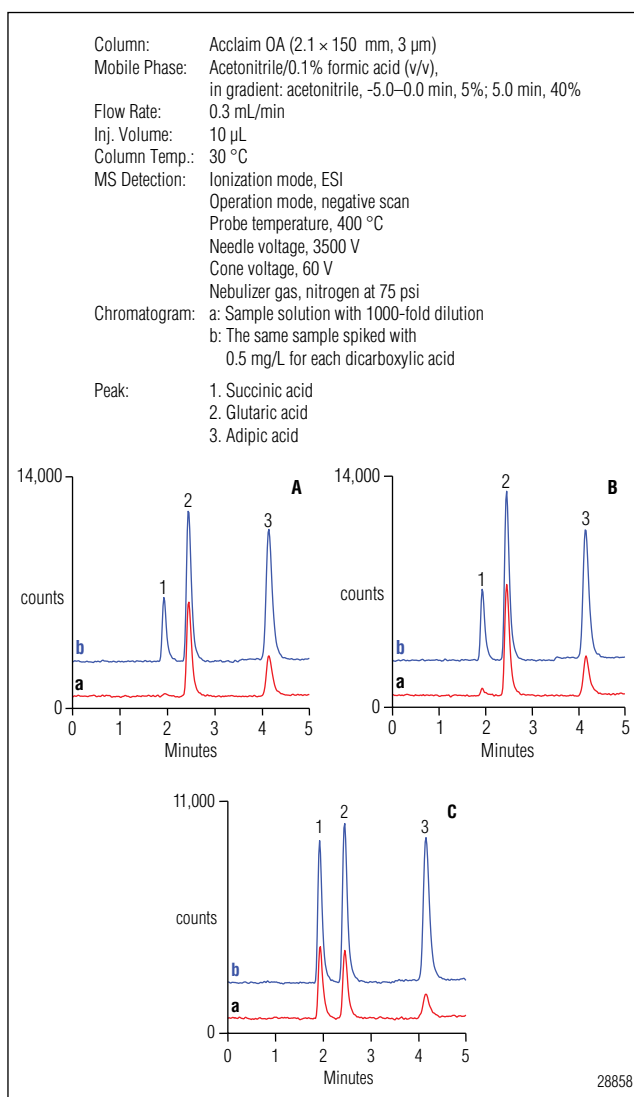 Column: Acclaim OA (2.1 × 150 mm, 3 µm)
Mobile Phase: Acetonitrile/0.1% formic acid (v/v),
in gradient: acetonitrile, -5.0–0.0 min, 5%; 5.0 min, 40%
Flow Rate: 0.3 mL/min
Inj. Volume: 10 µL
Column Temp.: 30 °C
MS Detection: Ionization mode, ESI
Operation mode, negative scan
Probe temperature, 400 °C
Needle voltage, 3500 V
Cone voltage, 60 V
Nebulizer gas, nitrogen at 75 psi
Chromatogram: a: Sample solution with 1000-fold dilution
b: The same sample spiked with
0.5 mg/L for each dicarboxylic acid
Peak: 1. Succinic acid
2. Glutaric acid
3. Adipic acid
14,000
A
2
3
1
counts
b
a
0
0 1 2 3 4 5
Minutes
14,000
B
2
3
1
counts
b
a
0
0 1 2 3 4 5
Minutes
11,000
C
1 2 3
counts
b
a
0
0 1 2 3 4 5
Minutes
28858